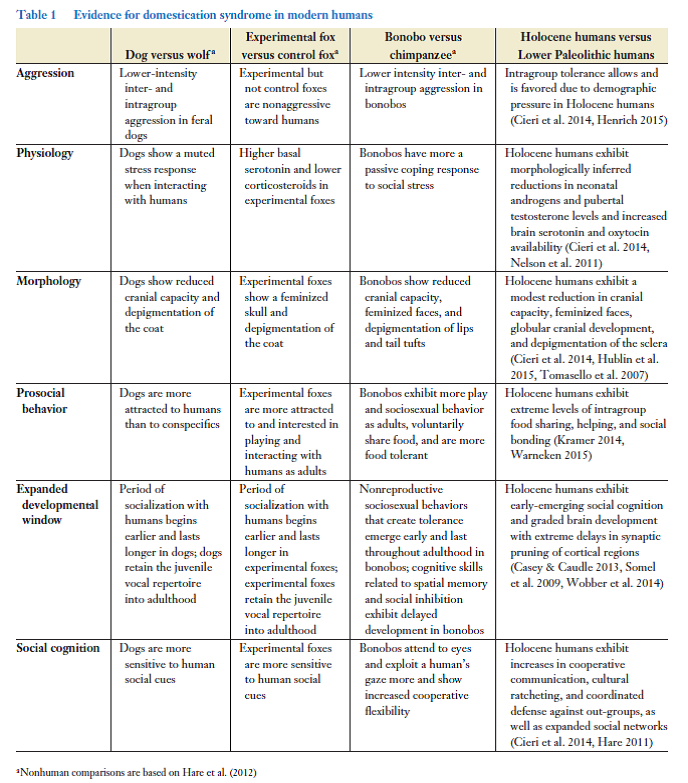 Table 1 Evidence for domestication syndrome in modern humans
Dog versus wolfᵃ
Experimental fox
versus control foxᵃ
Bonobo versus
chimpanzeeᵃ
Holocene humans versus
Lower Paleolithic humans
Aggression
Lower-intensity
inter- and
intragroup
aggression in feral
dogs
Experimental but
not control foxes
are nonaggressive
toward humans
Lower intensity inter- and
intragroup aggression in
bonobos
Intragroup tolerance allows and
is favored due to demographic
pressure in Holocene humans
(Cieri et al. 2014, Henrich 2015)
Physiology
Dogs show a muted
stress response
when interacting
with humans
Higher basal
serotonin and lower
corticosteroids in
experimental foxes
Bonobos have more a
passive coping response
to social stress
Holocene humans exhibit
morphologically inferred
reductions in neonatal
androgens and pubertal
testosterone levels and increased
brain serotonin and oxytocin
availability (Cieri et al. 2014,
Nelson et al. 2011)
Morphology
Dogs show reduced
cranial capacity and
depigmentation of
the coat
Experimental foxes
show a feminized
skull and
depigmentation of
the coat
Bonobos show reduced
cranial capacity,
feminized faces, and
depigmentation of lips
and tail tufts
Holocene humans exhibit a
modest reduction in cranial
capacity, feminized faces,
globular cranial development,
and depigmentation of the sclera
(Cieri et al. 2014, Hublin et al.
2015, Tomasello et al. 2007)
Prosocial
behavior
Dogs are more
attracted to humans
than to conspecifics
Experimental foxes
are more attracted
to and interested in
playing and
interacting with
humans as adults
Bonobos exhibit more play
and sociosexual behavior
as adults, voluntarily
share food, and are more
food tolerant
Holocene humans exhibit
extreme levels of intragroup
food sharing, helping, and social
bonding (Kramer 2014,
Warneken 2015)
Expanded
developmental
window
Period of
socialization with
humans begins
earlier and lasts
longer in dogs; dogs
retain the juvenile
vocal repertoire
into adulthood
Period of
socialization with
humans begins
earlier and lasts
longer in
experimental foxes;
experimental foxes
retain the juvenile
vocal repertoire
into adulthood
Nonreproductive
sociosexual behaviors
that create tolerance
emerge early and last
throughout adulthood in
bonobos; cognitive skills
related to spatial memory
and social inhibition
exhibit delayed
development in bonobos
Holocene humans exhibit
early-emerging social cognition
and graded brain development
with extreme delays in synaptic
pruning of cortical regions
(Casey & Caudle 2013, Somel
et al. 2009, Wobber et al. 2014)
Social cognition
Dogs are more
sensitive to human
social cues
Experimental foxes
are more sensitive
to human social
cues
Bonobos attend to eyes
and exploit a human's
gaze more and show
increased cooperative
flexibility
Holocene humans exhibit
increases in cooperative
communication, cultural
ratcheting, and coordinated
defense against out-groups, as
well as expanded social networks
(Cieri et al. 2014, Hare 2011)
ᵃNonhuman comparisons are based on Hare et al. (2012)